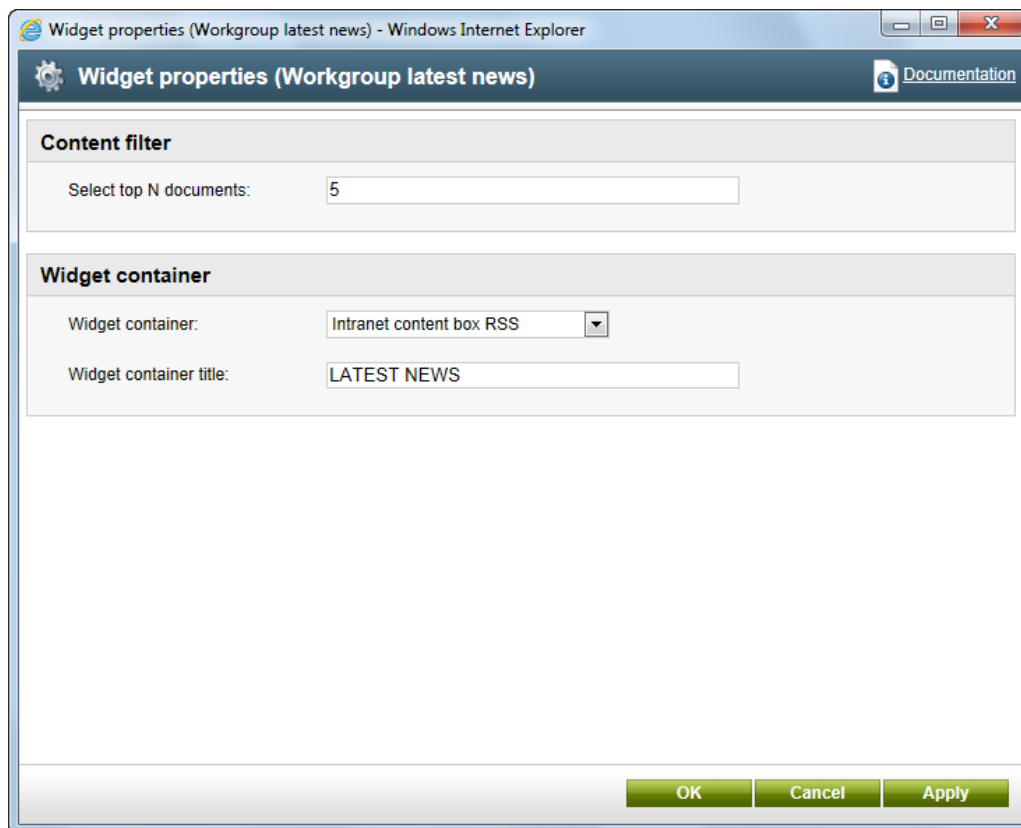 Widget properties (Workgroup latest news) - Windows Internet Explorer
Widget properties (Workgroup latest news)
Documentation
Content filter
Select top N documents: 5
Widget container
Widget container: Intranet content box RSS
Widget container title: LATEST NEWS
OK Cancel Apply